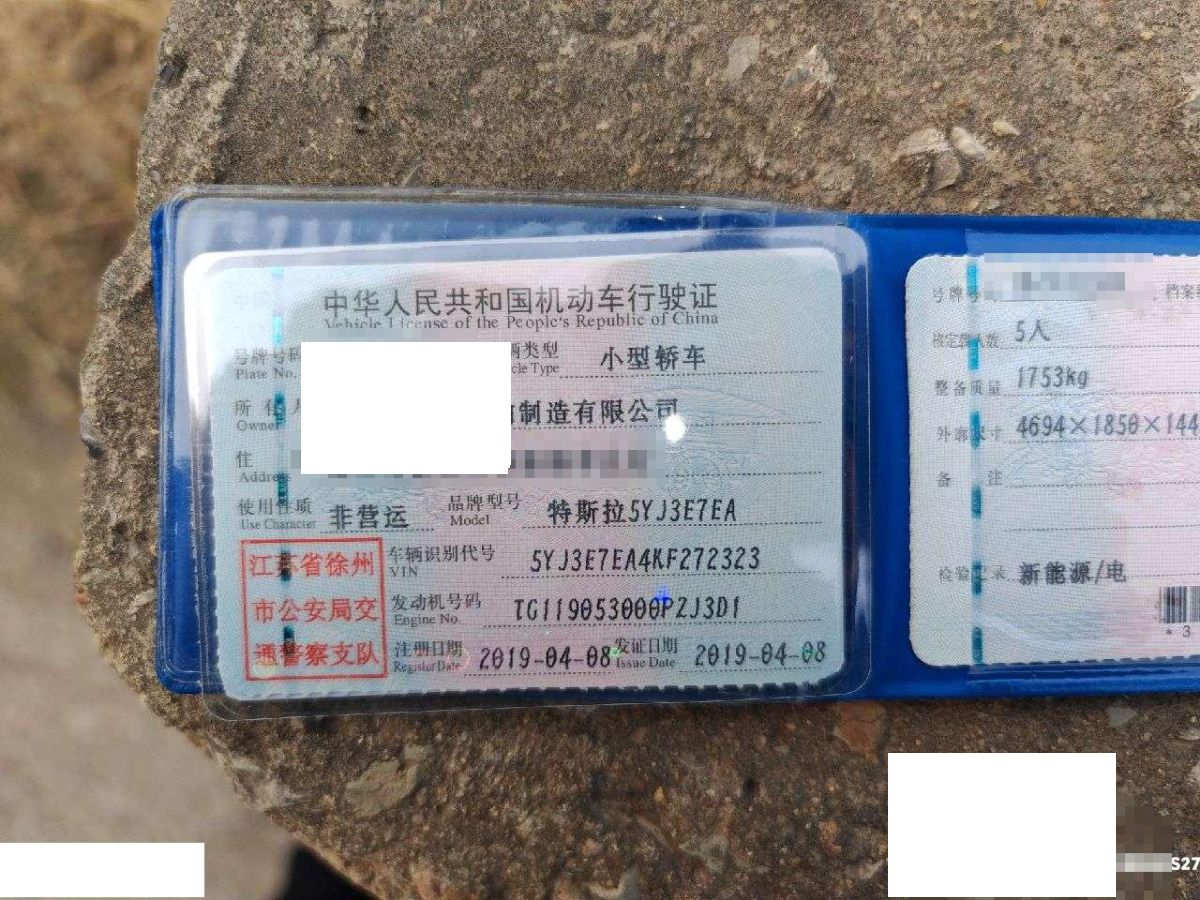 中华人民共和国机动车行驶证
Vehicle License of the People's Republic of China
号牌号码
Plate No.
类型 小型轿车
cle Type
所有人 制造有限公司
Owner
住
Address
使用性质 非营运 品牌型号 特斯拉5YJ3E7EA
Use Character Model
车辆识别代号 5YJ3E7EA4KF272323
VIN
发动机号码 TG119053000PZJ3D1
Engine No.
注册日期 2019-04-08 发证日期 2019-04-08
Register Date Issue Date
江苏省徐州
市公安局交
通警察支队
号牌号 档案
核定载人数 5人
整备质量 1753kg
外廓尺寸 4694×1850×144
备注
检验记录 新能源/电
*3
S27